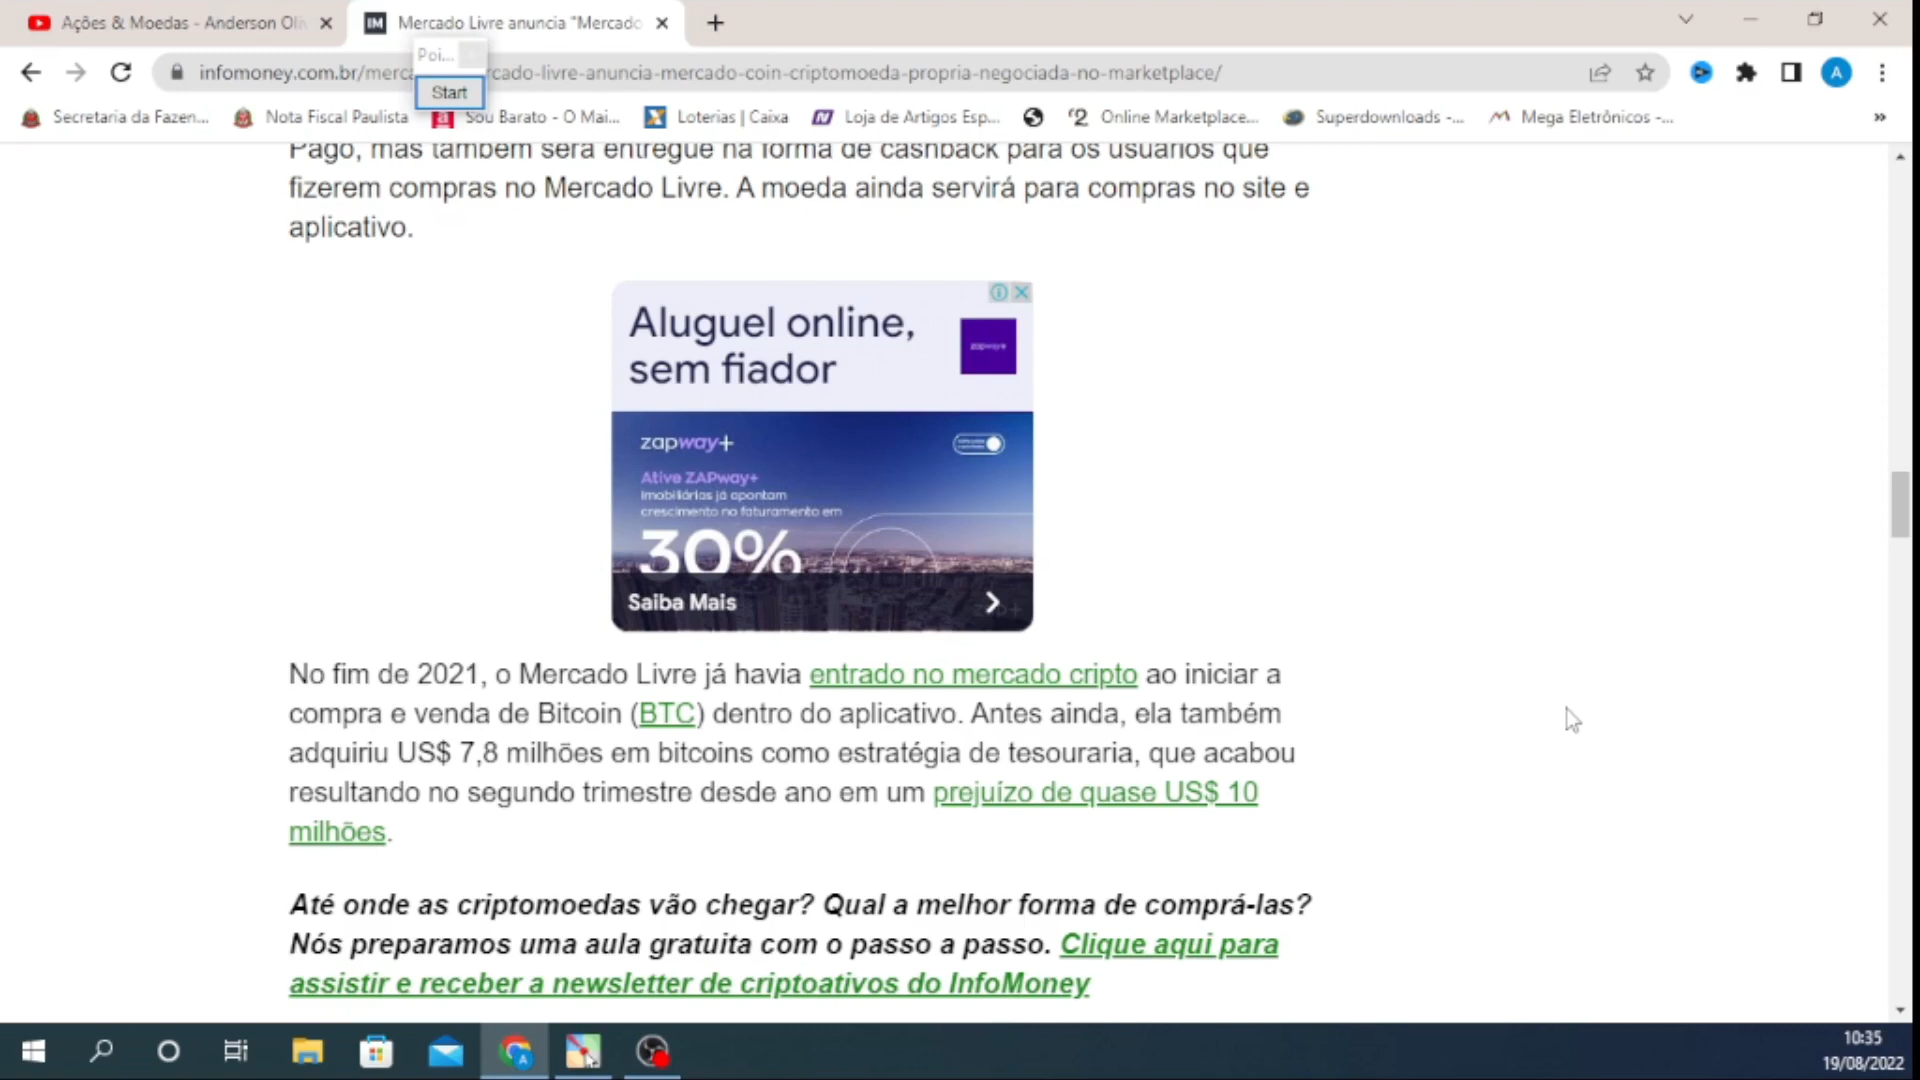 Ações & Moedas - Anderson Oli
Mercado Livre anuncia "Mercado
Poi...
Start
infomoney.com.br/merca
rcado-livre-anuncia-mercado-coin-criptomoeda-propria-negociada-no-marketplace/
A
Secretaria da Fazen...
Nota Fiscal Paulista
Sou Barato - O Mai...
Loterias | Caixa
Loja de Artigos Esp...
Online Marketplace...
Superdownloads -...
Mega Eletrônicos -...
»
Pago, mas também será entregue na forma de cashback para os usuários que
fizerem compras no Mercado Livre. A moeda ainda servirá para compras no site e
aplicativo.
Aluguel online,
sem fiador
zapway+
zapway+
Ative ZAPway+
Imobiliárias já apontam
crescimento no faturamento em
30%
Saiba Mais
No fim de 2021, o Mercado Livre já havia entrado no mercado cripto ao iniciar a
compra e venda de Bitcoin (BTC) dentro do aplicativo. Antes ainda, ela também
adquiriu US$ 7,8 milhões em bitcoins como estratégia de tesouraria, que acabou
resultando no segundo trimestre desde ano em um prejuízo de quase US$ 10
milhões.
Até onde as criptomoedas vão chegar? Qual a melhor forma de comprá-las?
Nós preparamos uma aula gratuita com o passo a passo. Clique aqui para
assistir e receber a newsletter de criptoativos do InfoMoney
10:35
19/08/2022